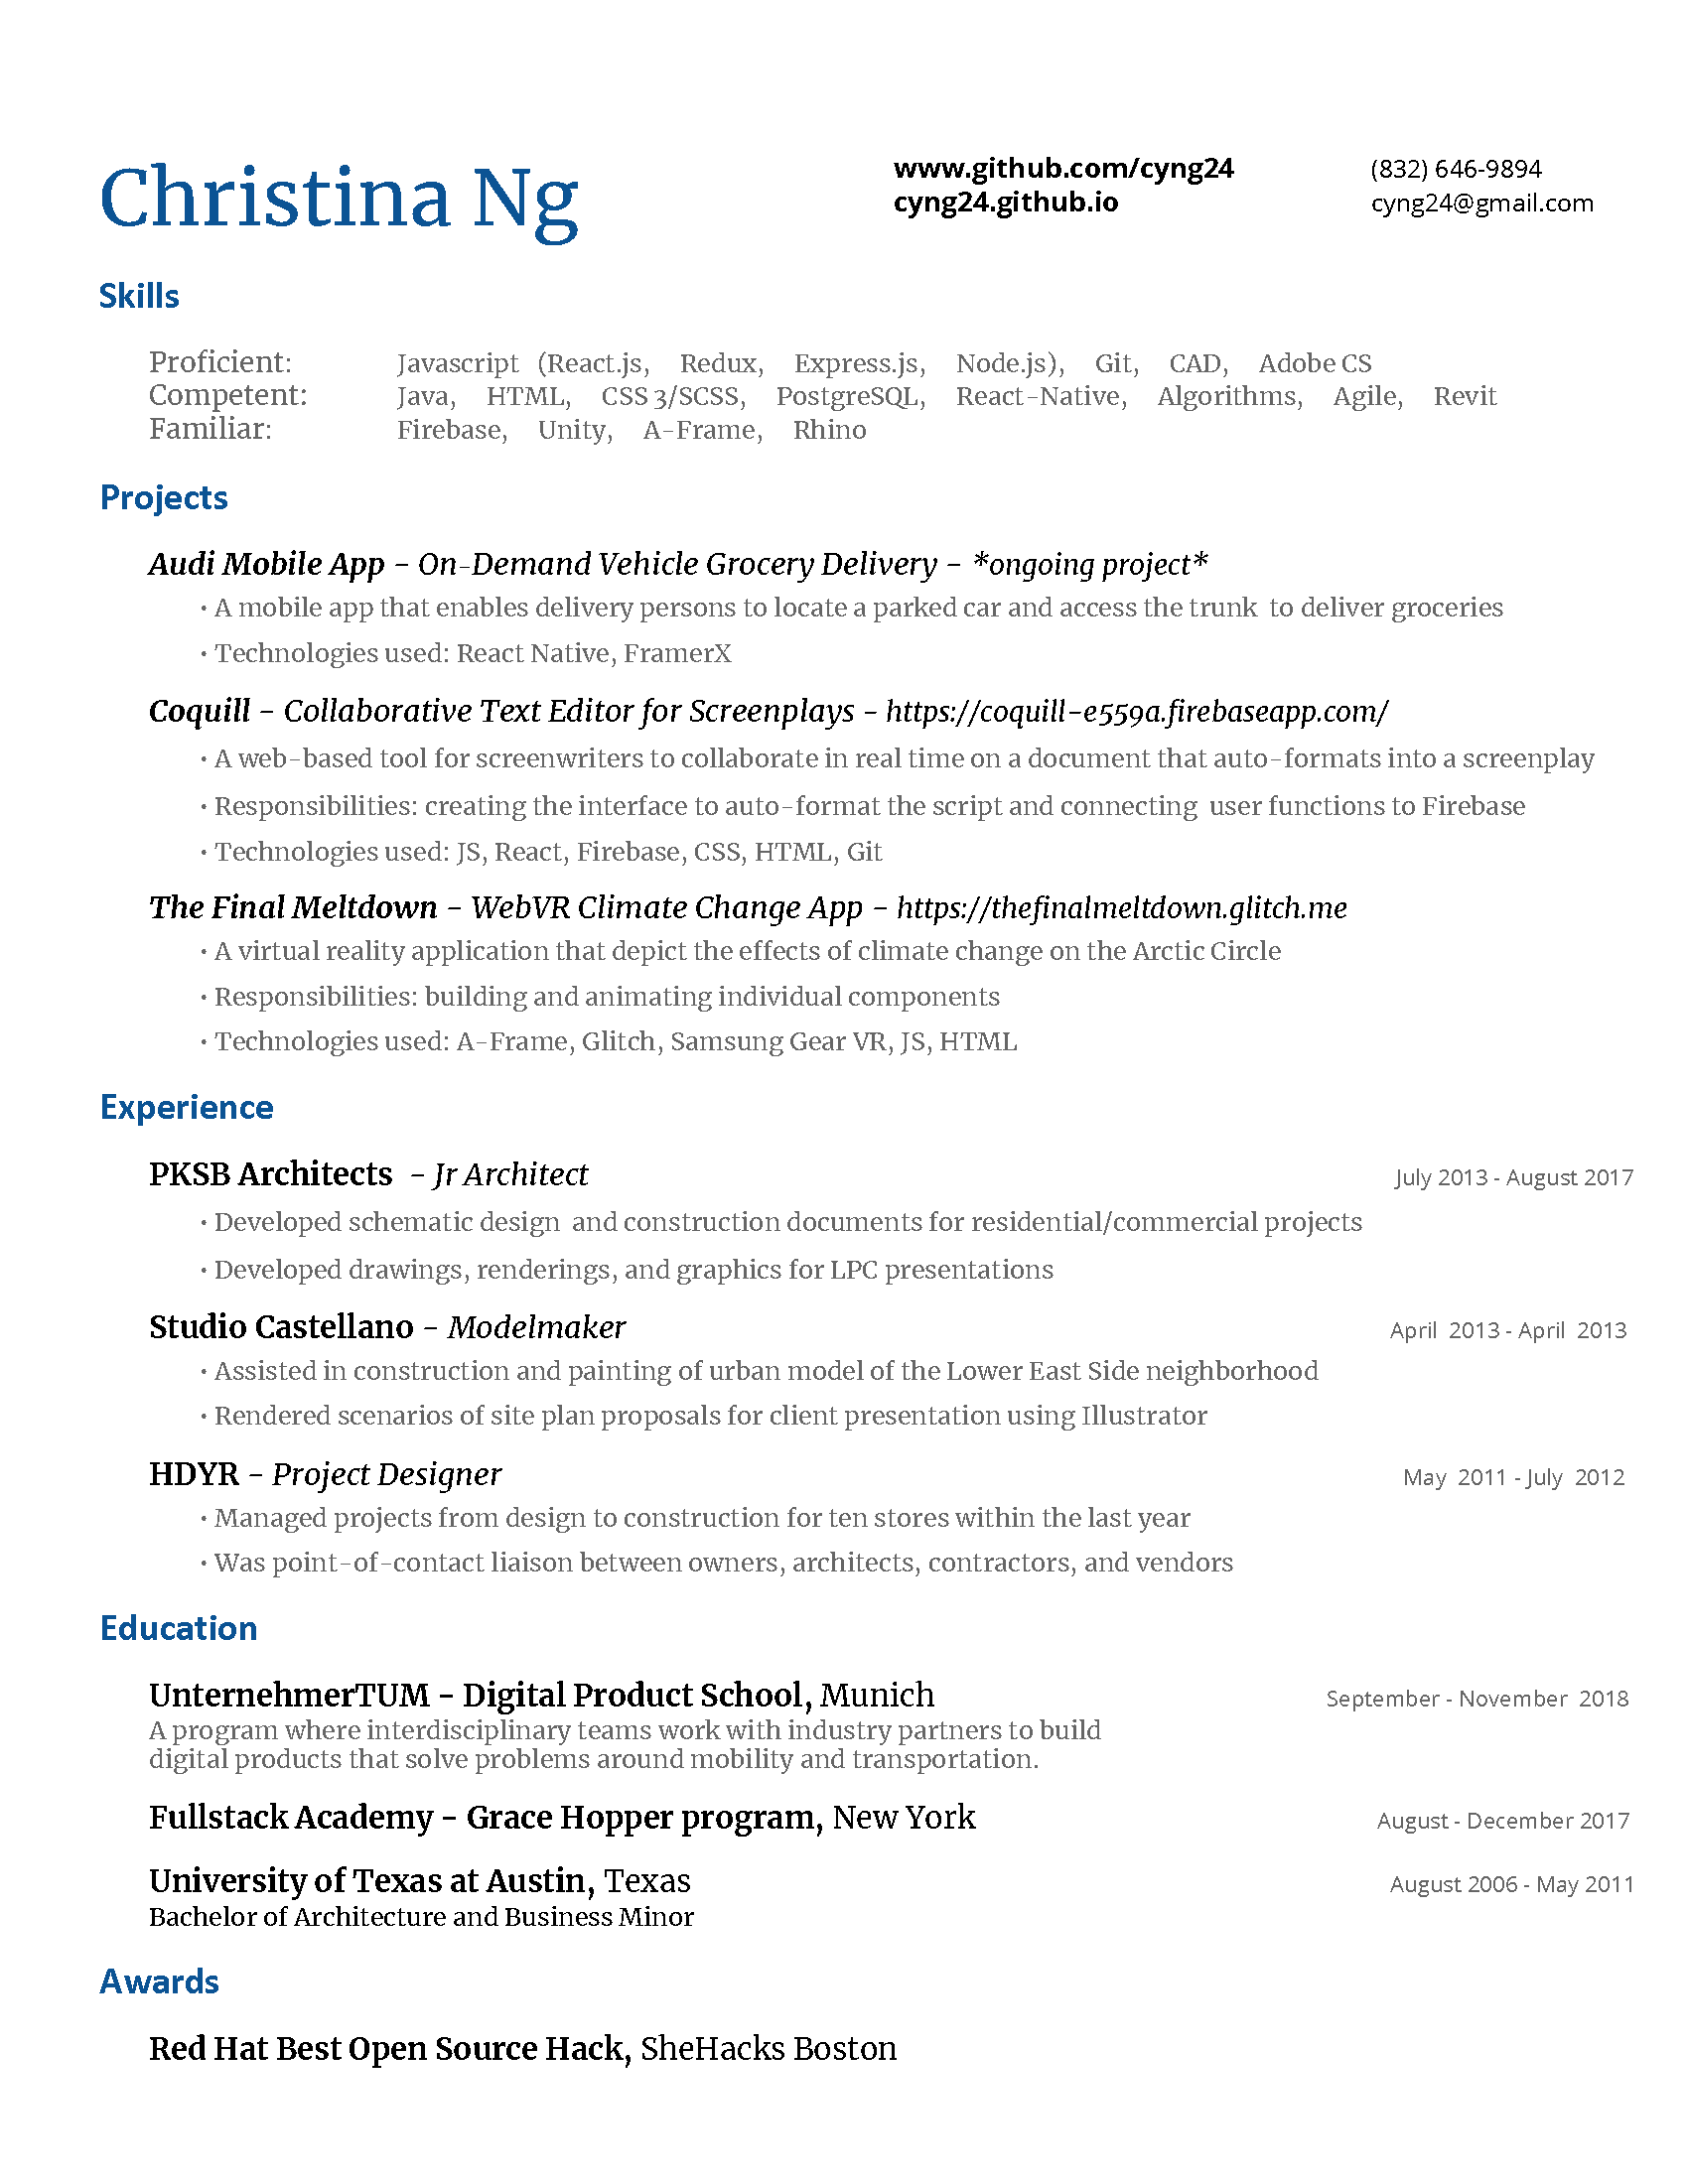 Christina Ng
www.github.com/cyng24
cyng24.github.io
(832) 646-9894
cyng24@gmail.com
Skills
Proficient: Javascript (React.js, Redux, Express.js, Node.js), Git, CAD, Adobe CS
Competent: Java, HTML, CSS3/SCSS, PostgreSQL, React-Native, Algorithms, Agile, Revit
Familiar: Firebase, Unity, A-Frame, Rhino
Projects
Audi Mobile App - On-Demand Vehicle Grocery Delivery - *ongoing project*
• A mobile app that enables delivery persons to locate a parked car and access the trunk to deliver groceries
• Technologies used: React Native, FramerX
Coquill - Collaborative Text Editor for Screenplays - https://coquill-e559a.firebaseapp.com/
• A web-based tool for screenwriters to collaborate in real time on a document that auto-formats into a screenplay
• Responsibilities: creating the interface to auto-format the script and connecting user functions to Firebase
• Technologies used: JS, React, Firebase, CSS, HTML, Git
The Final Meltdown - WebVR Climate Change App - https://thefinalmeltdown.glitch.me
• A virtual reality application that depict the effects of climate change on the Arctic Circle
• Responsibilities: building and animating individual components
• Technologies used: A-Frame, Glitch, Samsung Gear VR, JS, HTML
Experience
PKSB Architects - Jr Architect July 2013 - August 2017
• Developed schematic design and construction documents for residential/commercial projects
• Developed drawings, renderings, and graphics for LPC presentations
Studio Castellano - Modelmaker April 2013 - April 2013
• Assisted in construction and painting of urban model of the Lower East Side neighborhood
• Rendered scenarios of site plan proposals for client presentation using Illustrator
HDYR - Project Designer May 2011 - July 2012
• Managed projects from design to construction for ten stores within the last year
• Was point-of-contact liaison between owners, architects, contractors, and vendors
Education
UnternehmerTUM - Digital Product School, Munich September - November 2018
A program where interdisciplinary teams work with industry partners to build
digital products that solve problems around mobility and transportation.
Fullstack Academy - Grace Hopper program, New York August - December 2017
University of Texas at Austin, Texas August 2006 - May 2011
Bachelor of Architecture and Business Minor
Awards
Red Hat Best Open Source Hack, SheHacks Boston